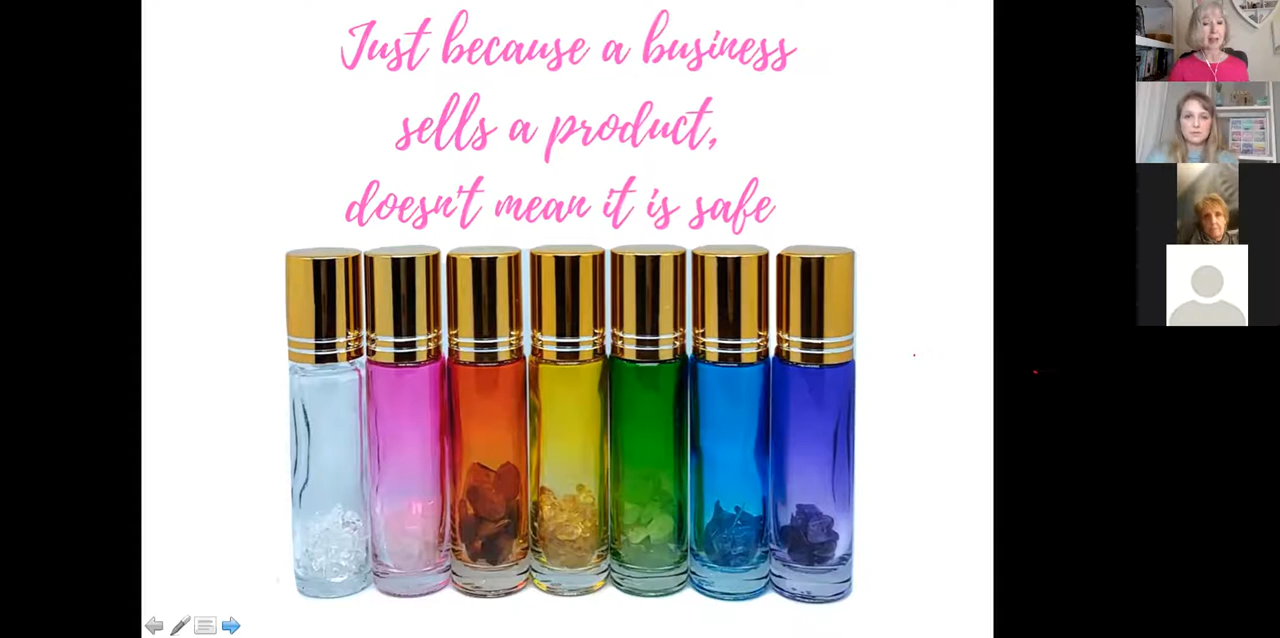 Just because a business
sells a product,
doesn't mean it is safe